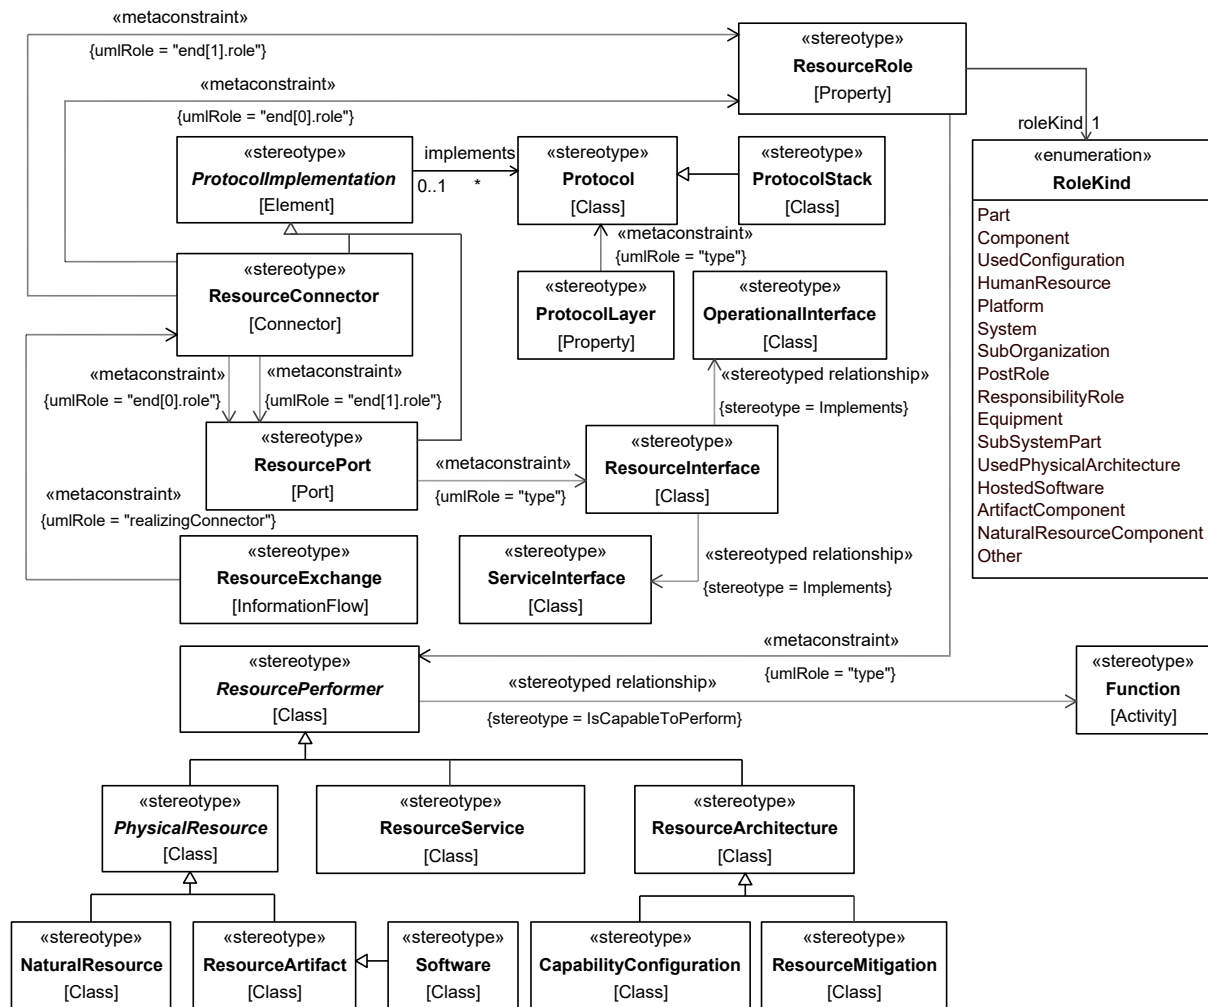 «metaconstraint»
{umlRole = "end[1].role"}
«metaconstraint»
{umlRole = "end[0].role"}
«stereotype»
ResourceRole
[Property]
roleKind 1
«enumeration»
RoleKind
Part
Component
UsedConfiguration
HumanResource
Platform
System
SubOrganization
PostRole
ResponsibilityRole
Equipment
SubSystemPart
UsedPhysicalArchitecture
HostedSoftware
ArtifactComponent
NaturalResourceComponent
Other
«stereotype»
ProtocolImplementation
[Element]
implements
0..1 *
«stereotype»
Protocol
[Class]
«stereotype»
ProtocolStack
[Class]
«metaconstraint»
{umlRole = "type"}
«stereotype»
ResourceConnector
[Connector]
«stereotype»
ProtocolLayer
[Property]
«stereotype»
OperationalInterface
[Class]
«metaconstraint»
{umlRole = "end[0].role"}
«metaconstraint»
{umlRole = "end[1].role"}
«stereotyped relationship»
{stereotype = Implements}
«stereotype»
ResourcePort
[Port]
«metaconstraint»
{umlRole = "type"}
«stereotype»
ResourceInterface
[Class]
«metaconstraint»
{umlRole = "realizingConnector"}
«stereotype»
ResourceExchange
[InformationFlow]
«stereotype»
ServiceInterface
[Class]
«stereotyped relationship»
{stereotype = Implements}
«metaconstraint»
{umlRole = "type"}
«stereotype»
ResourcePerformer
[Class]
«stereotyped relationship»
{stereotype = IsCapableToPerform}
«stereotype»
Function
[Activity]
«stereotype»
PhysicalResource
[Class]
«stereotype»
ResourceService
[Class]
«stereotype»
ResourceArchitecture
[Class]
«stereotype»
NaturalResource
[Class]
«stereotype»
ResourceArtifact
[Class]
«stereotype»
Software
[Class]
«stereotype»
CapabilityConfiguration
[Class]
«stereotype»
ResourceMitigation
[Class]